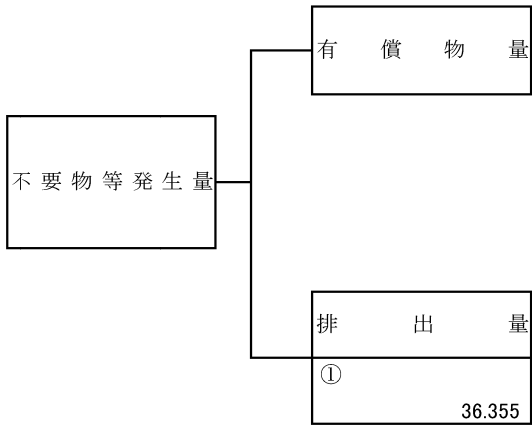 有償物量
不要物等発生量
排出量
①
36.355